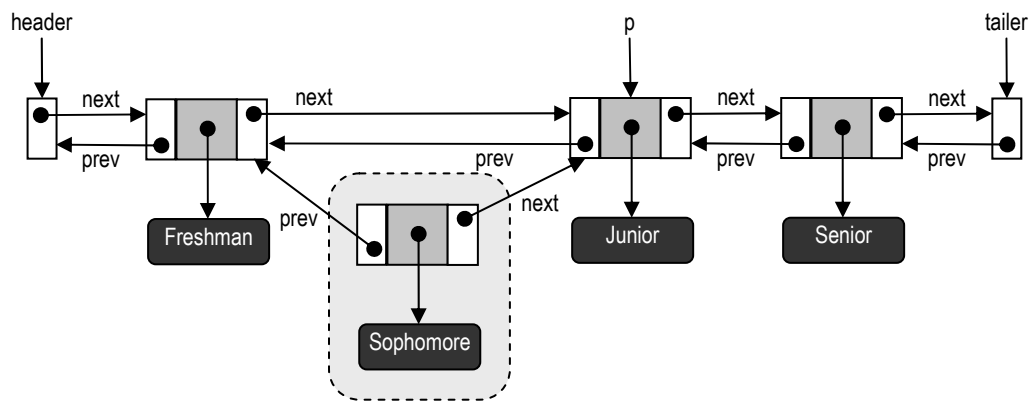 header
p
tailer
next
next
next
next
prev
prev
prev
prev
prev
next
Freshman
Junior
Senior
Sophomore